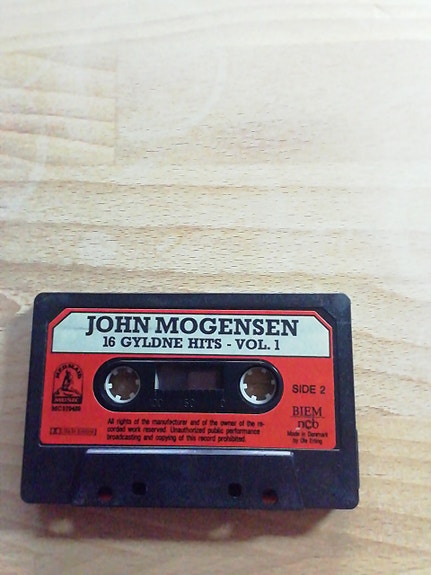 JOHN MOGENSEN
16 GYLDNE HITS - VOL. 1
MERMAID
SIDE 2
BIEM
ncb
All rights of the manufacturer and of the owner of the re-
corded work reserved. Unauthorized public performance
broadcasting and copying of this record prohibited.
Made in Denmark
by Ole Erling